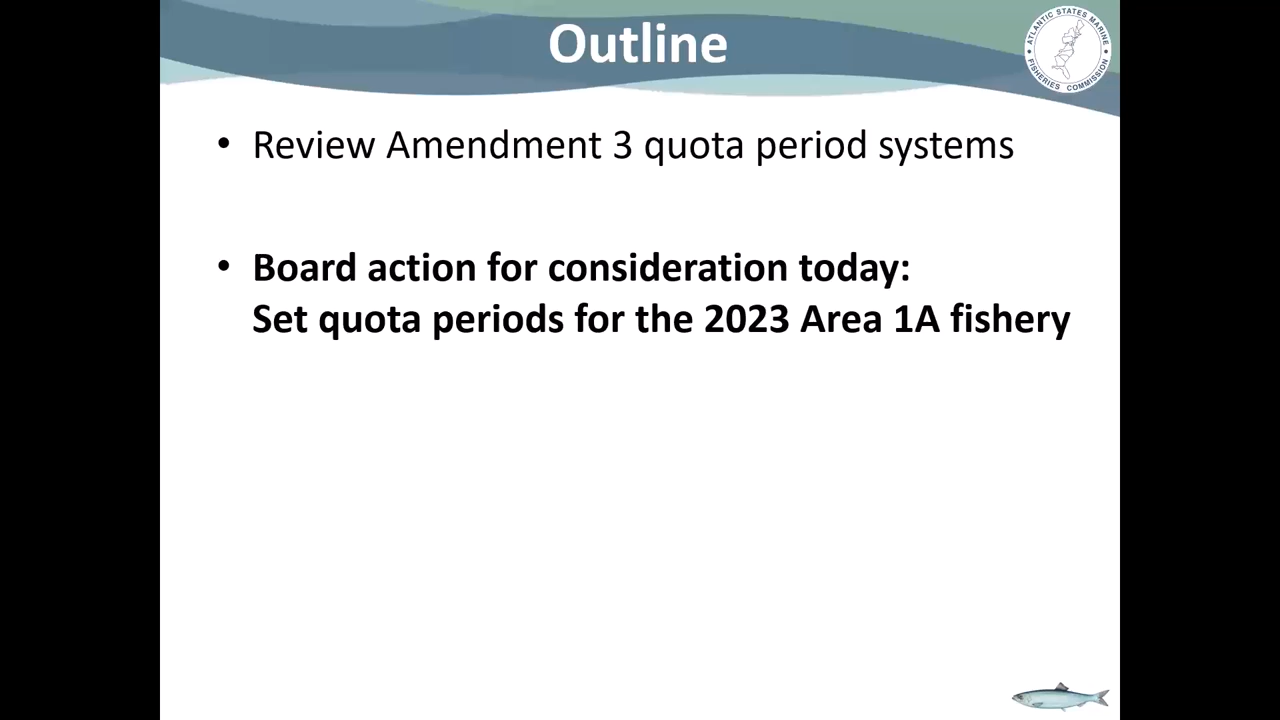 Outline
ATLANTIC STATES MARINE
FISHERIES COMMISSION
• Review Amendment 3 quota period systems
• Board action for consideration today:
Set quota periods for the 2023 Area 1A fishery